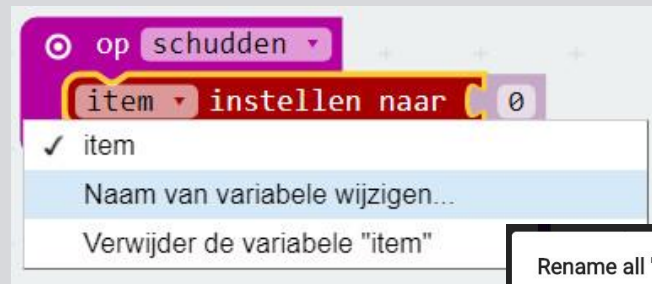 op schudden
item instellen naar 0
✓ item
Naam van variabele wijzigen...
Verwijder de variabele "item"
Rename all '